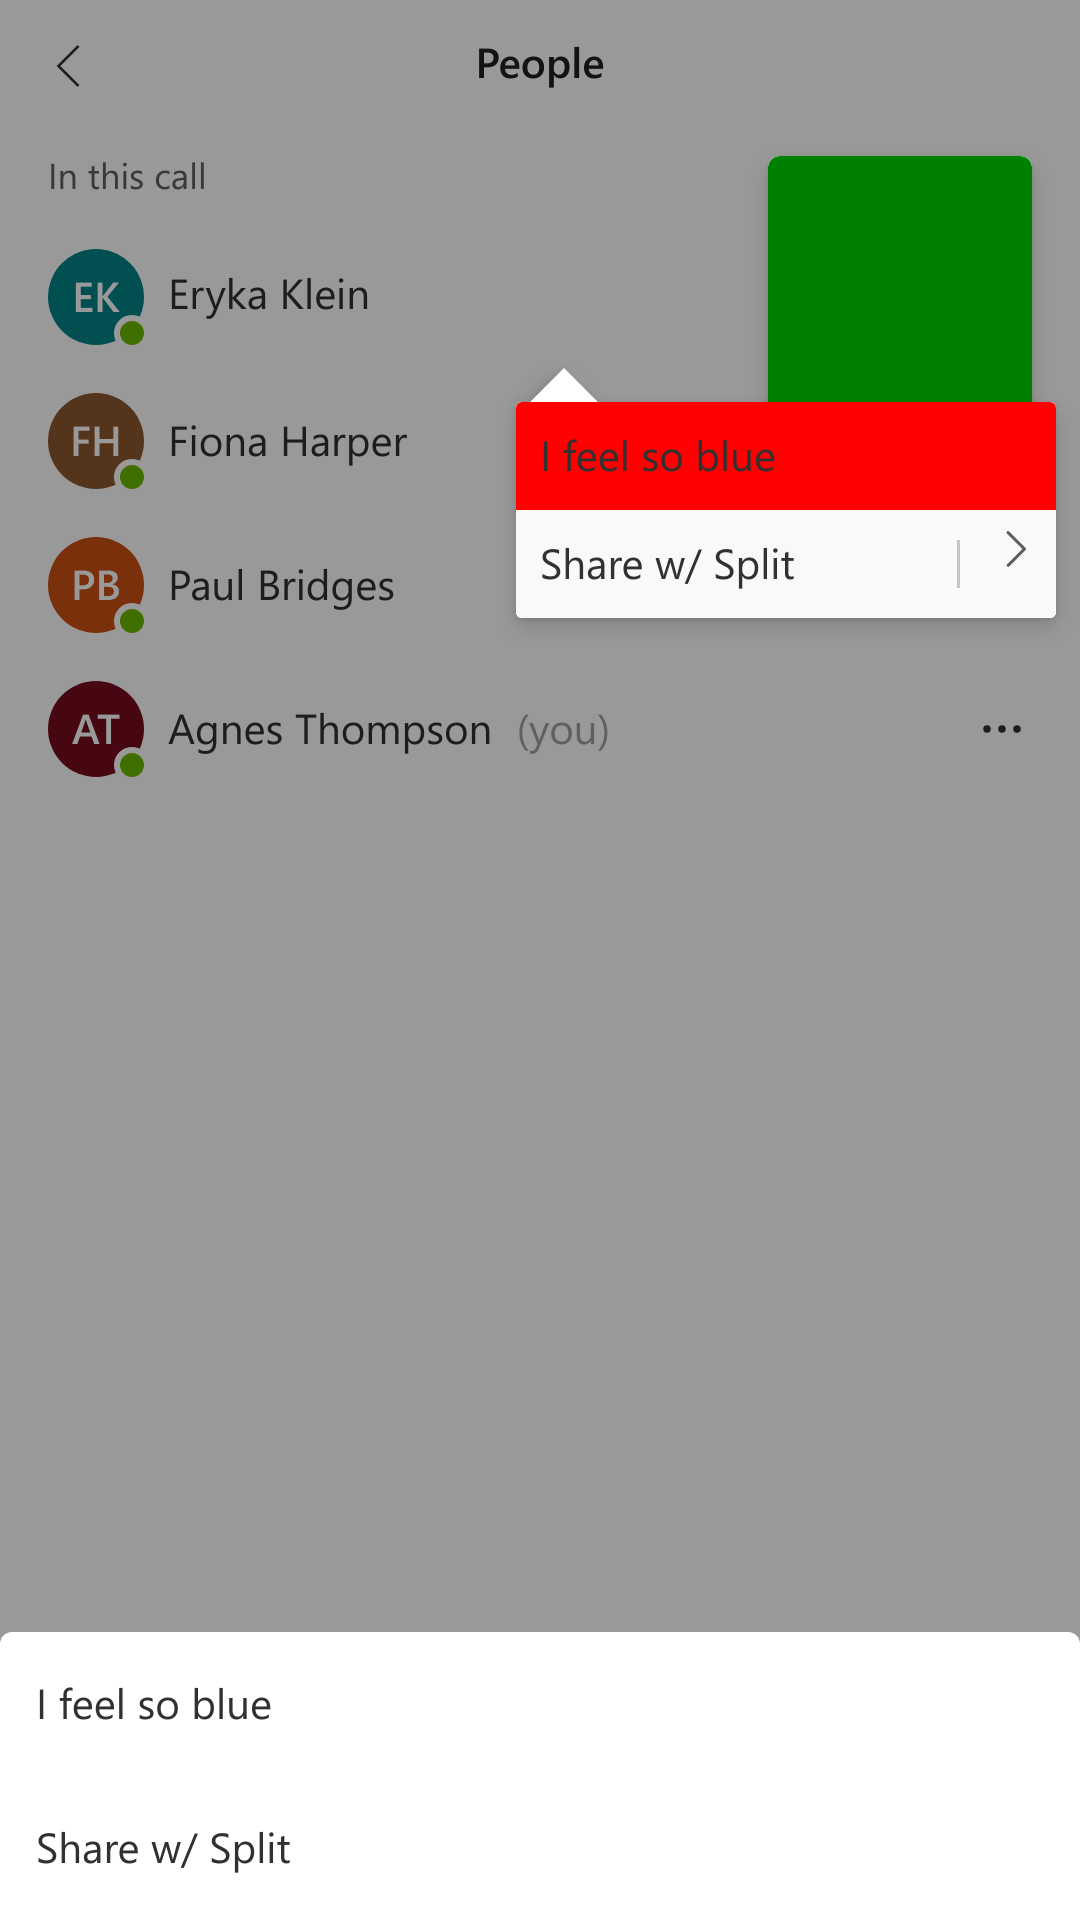 People
In this call
EK Eryka Klein
FH Fiona Harper
I feel so blue
Share w/ Split
PB Paul Bridges
AT Agnes Thompson (you)
I feel so blue
Share w/ Split